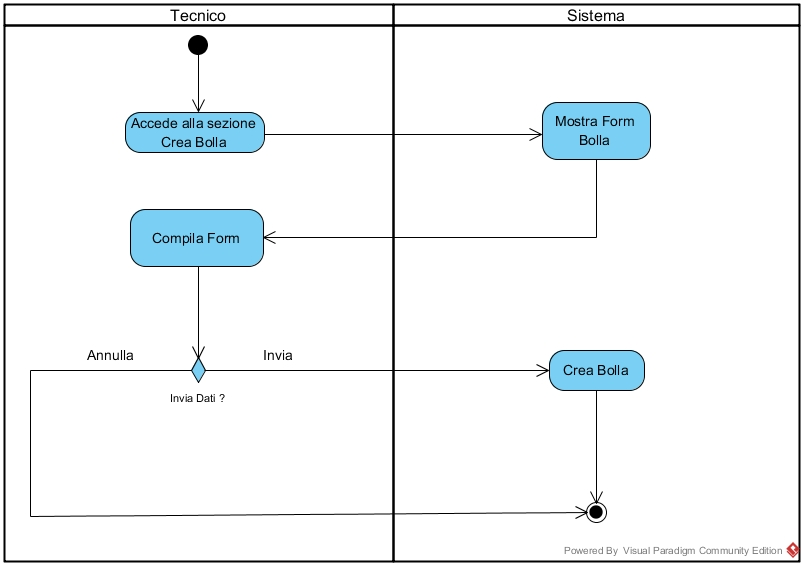 Tecnico
Sistema
Accede alla sezione
Crea Bolla
Mostra Form
Bolla
Compila Form
Annulla
Invia
Invia Dati ?
Crea Bolla
Powered By Visual Paradigm Community Edition